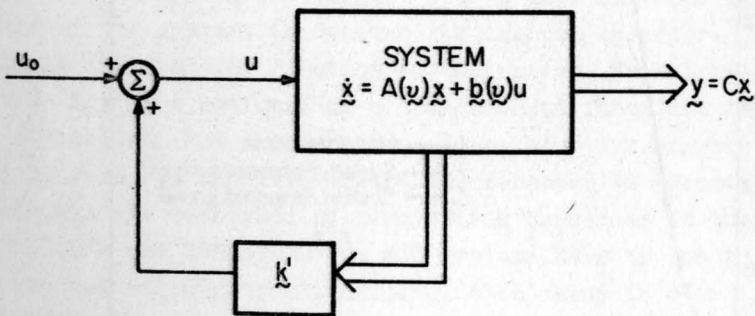 SYSTEM
u₀ + Σ u ẋ = A(ν)x + b(ν)u y = Cx
+
k'